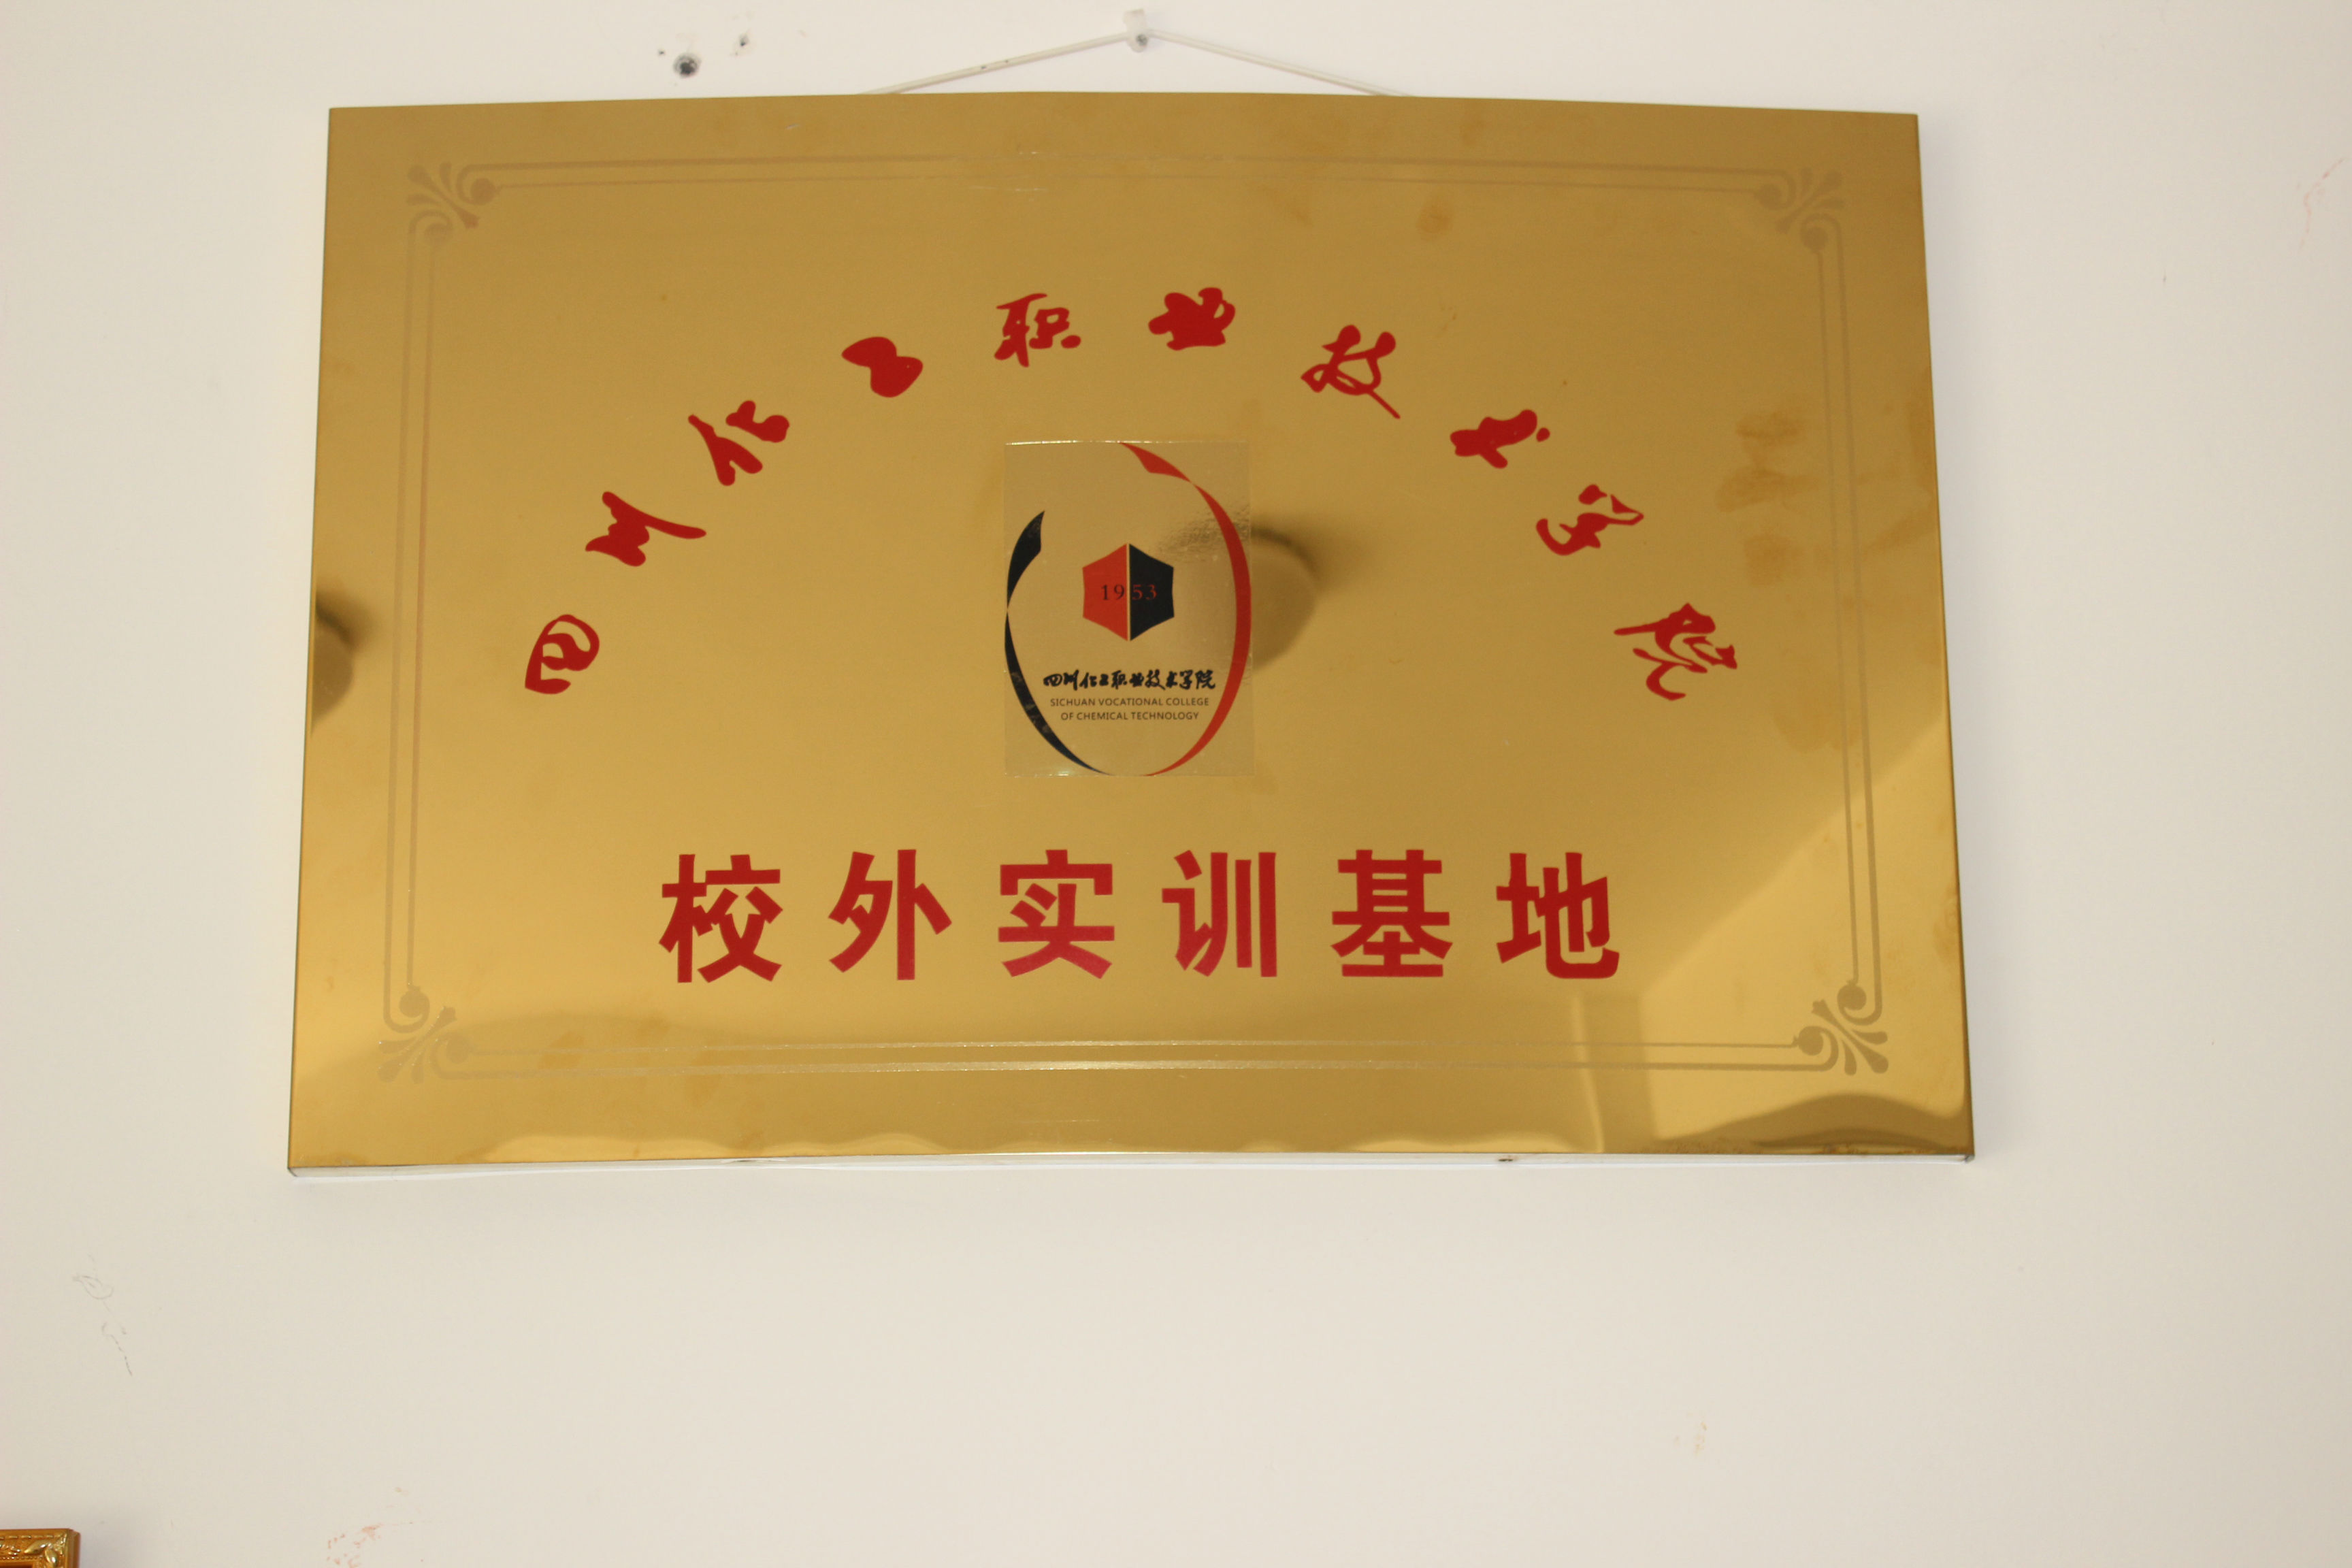 四川化工职业技术学院
1953
四川化工职业技术学院
SICHUAN VOCATIONAL COLLEGE
OF CHEMICAL TECHNOLOGY
校外实训基地